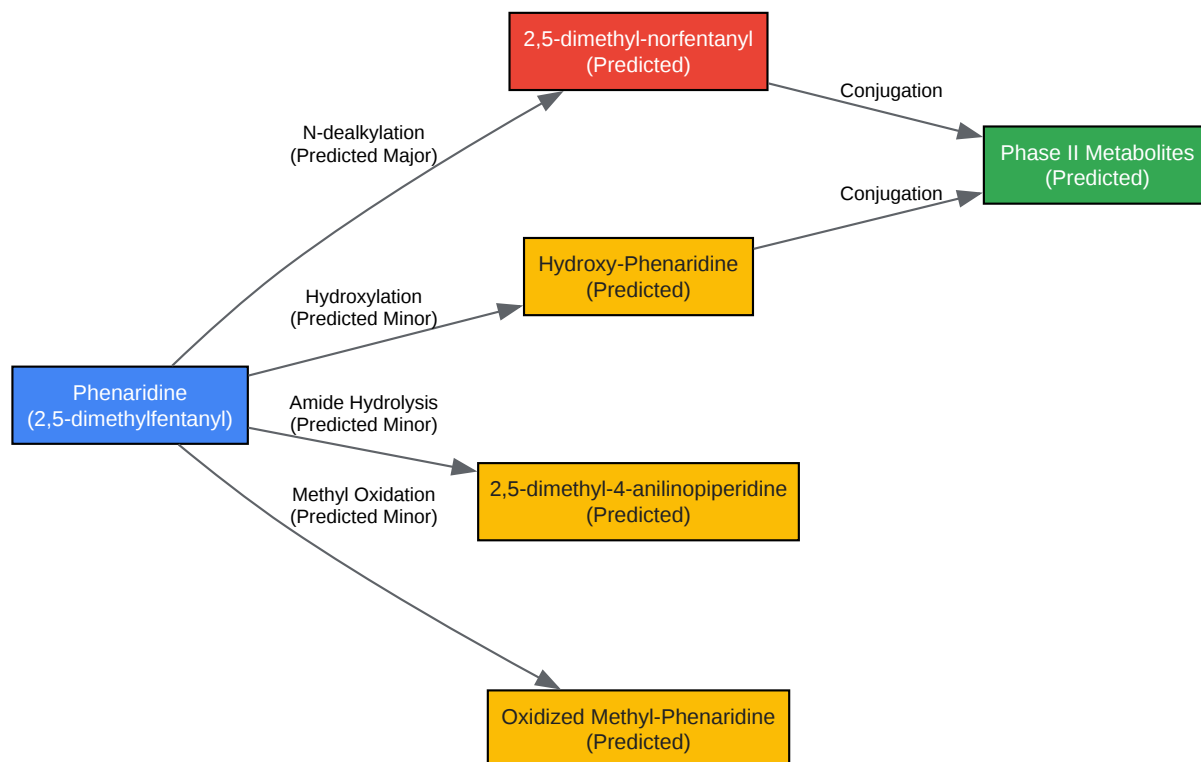 2,5-dimethyl-norfentanyl
(Predicted)
Conjugation
N-dealkylation
(Predicted Major)
Phase II Metabolites
(Predicted)
Conjugation
Hydroxy-Phenaridine
(Predicted)
Hydroxylation
(Predicted Minor)
Phenaridine
(2,5-dimethylfentanyl)
Amide Hydrolysis
(Predicted Minor)
2,5-dimethyl-4-anilinopiperidine
(Predicted)
Methyl Oxidation
(Predicted Minor)
Oxidized Methyl-Phenaridine
(Predicted)